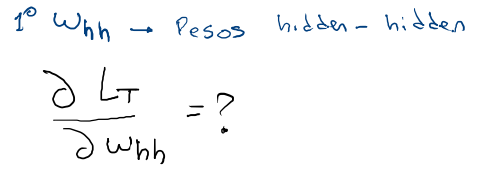 1º Whh → Pesos hidden - hidden
∂ LT / ∂ Whh = ?